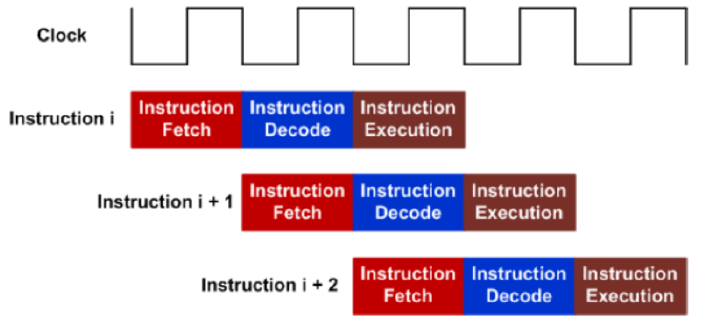 Clock
Instruction i
Instruction
Fetch
Instruction
Decode
Instruction
Execution
Instruction i + 1
Instruction
Fetch
Instruction
Decode
Instruction
Execution
Instruction i + 2
Instruction
Fetch
Instruction
Decode
Instruction
Execution